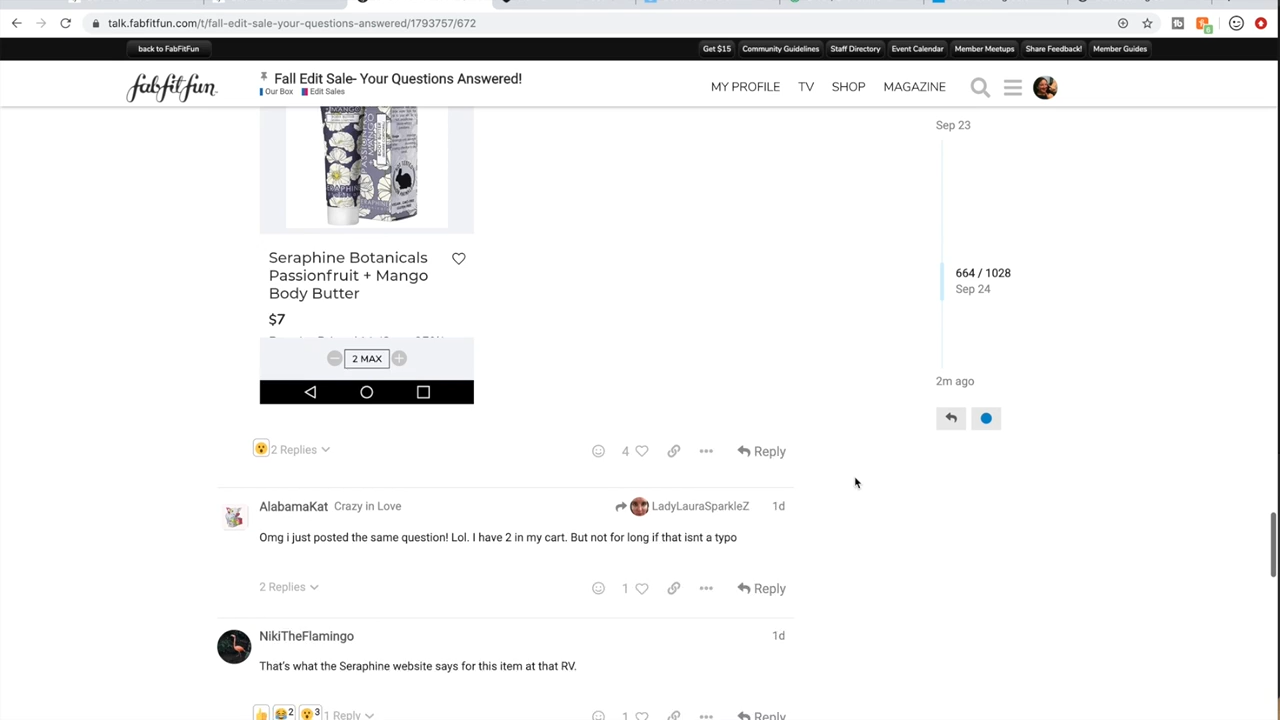 talk.fabfitfun.com/t/fall-edit-sale-your-questions-answered/1793757/672
back to FabFitFun
Get $15
Community Guidelines
Staff Directory
Event Calendar
Member Meetups
Share Feedback!
Member Guides
fabfitfun
Fall Edit Sale- Your Questions Answered!
Our Box
Edit Sales
MY PROFILE
TV
SHOP
MAGAZINE
Sep 23
Seraphine Botanicals
Passionfruit + Mango
Body Butter
$7
2 MAX
664 / 1028
Sep 24
2m ago
2 Replies
4
Reply
AlabamaKat Crazy in Love
LadyLauraSparkleZ
1d
Omg i just posted the same question! Lol. I have 2 in my cart. But not for long if that isnt a typo
2 Replies
1
Reply
NikiTheFlamingo
1d
That's what the Seraphine website says for this item at that RV.
2
3
1 Reply
1
Reply